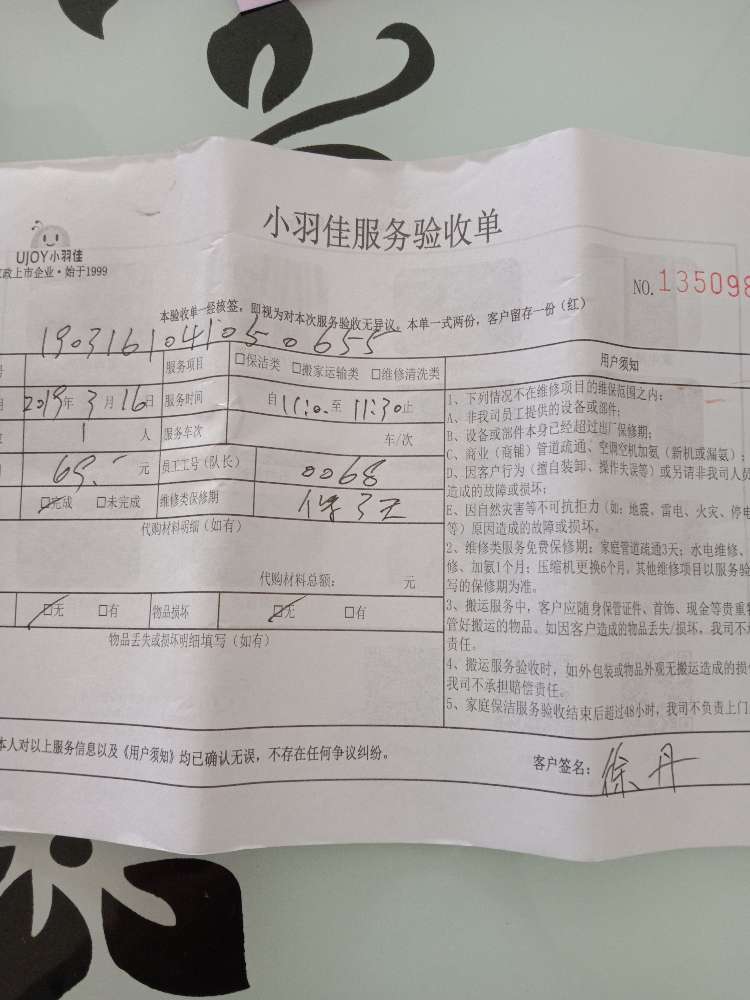 小羽佳服务验收单
UJOY小羽佳
政上市企业·始于1999
NO.135098
本验收单一经核签，即视为对本次服务验收无异议。本单一式两份，客户留存一份（红）
服务项目 □保洁类 □搬家运输类 □维修清洗类
2019年3月16日 服务时间 自11:0.至11:30止
1 人 服务车次 车/次
元 员工工号（队长） 0068
□完成 □未完成 维修类保修期 保3天
代购材料明细（如有）
代购材料总额： 元
□无 □有 物品损坏 □无 □有
物品丢失或损坏明细填写（如有）
用户须知
1、下列情况不在维修项目的维保范围之内：
A、非我司员工提供的设备或部件；
B、设备或部件本身已经超过出厂保修期；
C、商业（商铺）管道疏通、空调空机加氨（新机或漏氨）；
D、因客户行为（擅自装卸、操作失误等）或另请非我司人员
造成的故障或损坏；
E、因自然灾害等不可抗拒力（如：地震、雷电、火灾、停电
等）原因造成的故障或损坏。
2、维修类服务免费保修期：家庭管道疏通3天；水电维修、
修、加氨1个月；压缩机更换6个月。其他维修项目以服务验
写的保修期为准。
3、搬运服务中，客户应随身保管证件、首饰、现金等贵重
管好搬运的物品。如因客户造成的物品丢失/损坏，我司不
责任。
4、搬运服务验收时，如外包装或物品外观无搬运造成的损
我司不承担赔偿责任。
5、家庭保洁服务验收结束后超过48小时，我司不负责上门
本人对以上服务信息以及《用户须知》均已确认无误，不存在任何争议纠纷。
客户签名：徐丹